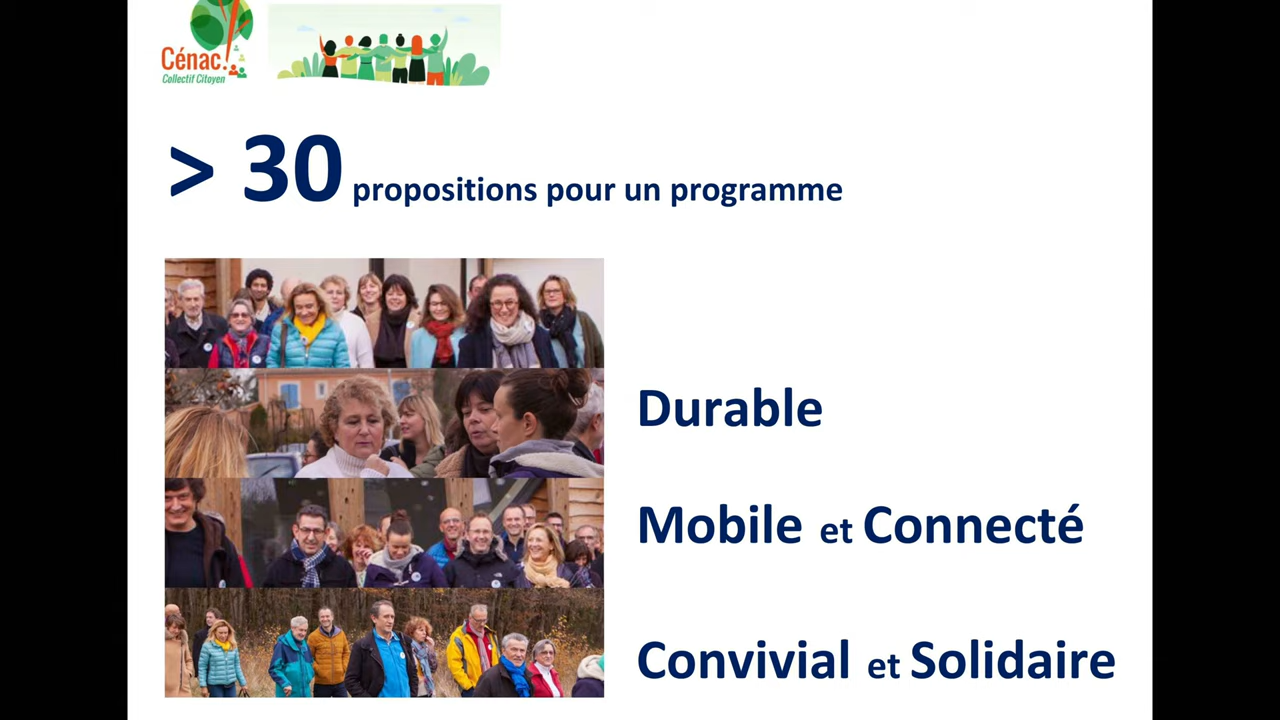 Cénac!
Collectif Citoyen
> 30 propositions pour un programme
Durable
Mobile et Connecté
Convivial et Solidaire